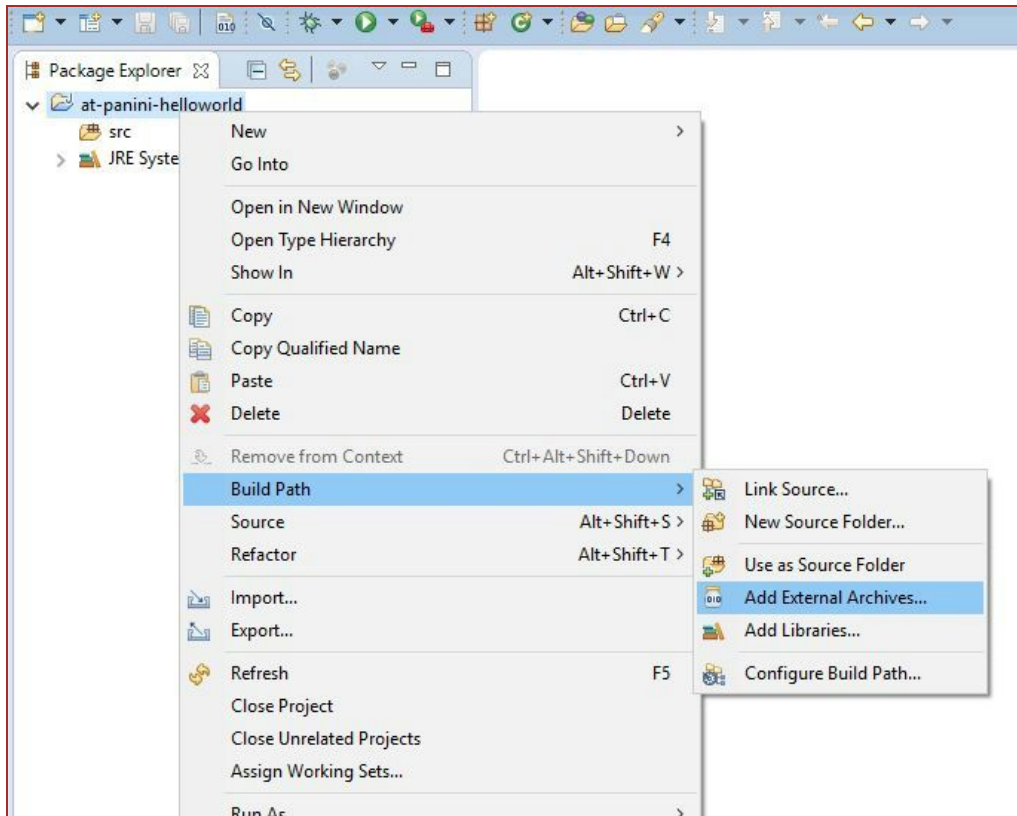 Package Explorer
at-panini-helloworld
src
JRE Syste
New
Go Into
Open in New Window
Open Type Hierarchy F4
Show In Alt+Shift+W >
Copy Ctrl+C
Copy Qualified Name
Paste Ctrl+V
Delete Delete
Remove from Context Ctrl+Alt+Shift+Down
Build Path
Source Alt+Shift+S >
Refactor Alt+Shift+T >
Import...
Export...
Refresh F5
Close Project
Close Unrelated Projects
Assign Working Sets...
Run As
Link Source...
New Source Folder...
Use as Source Folder
010 Add External Archives...
Add Libraries...
Configure Build Path...